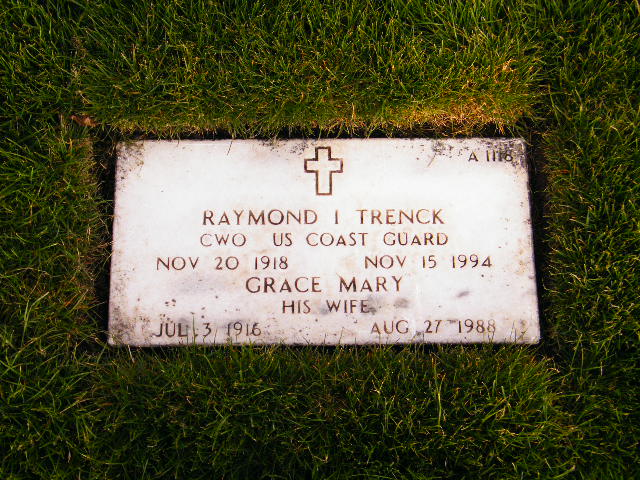 A 1118
RAYMOND I TRENCK
CWO US COAST GUARD
NOV 20 1918 NOV 15 1994
GRACE MARY
HIS WIFE
JUL 3 1916 AUG 27 1988